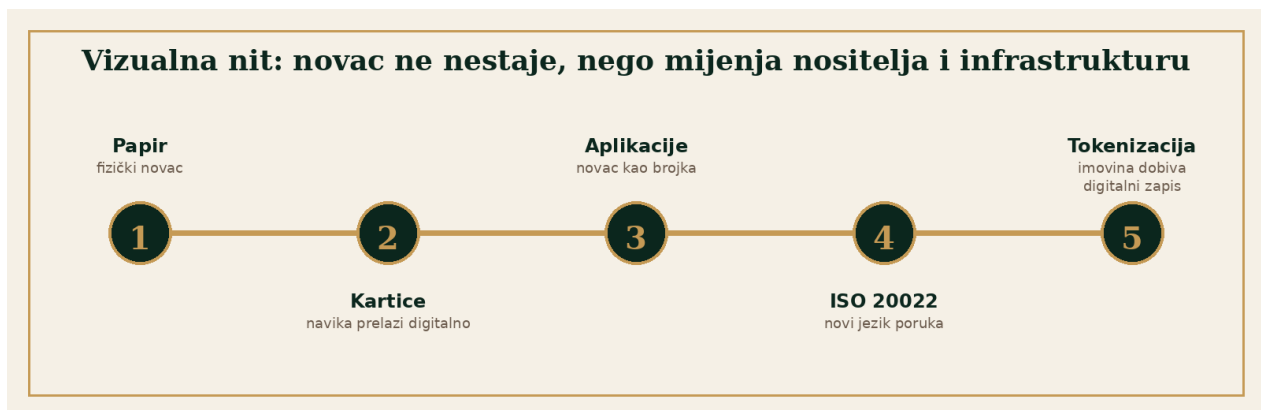 Vizualna nit: novac ne nestaje, nego mijenja nositelja i infrastrukturu
Papir
fizički novac
1
Kartice
navika prelazi digitalno
2
Aplikacije
novac kao brojka
3
ISO 20022
novi jezik poruka
4
Tokenizacija
imovina dobiva
digitalni zapis
5